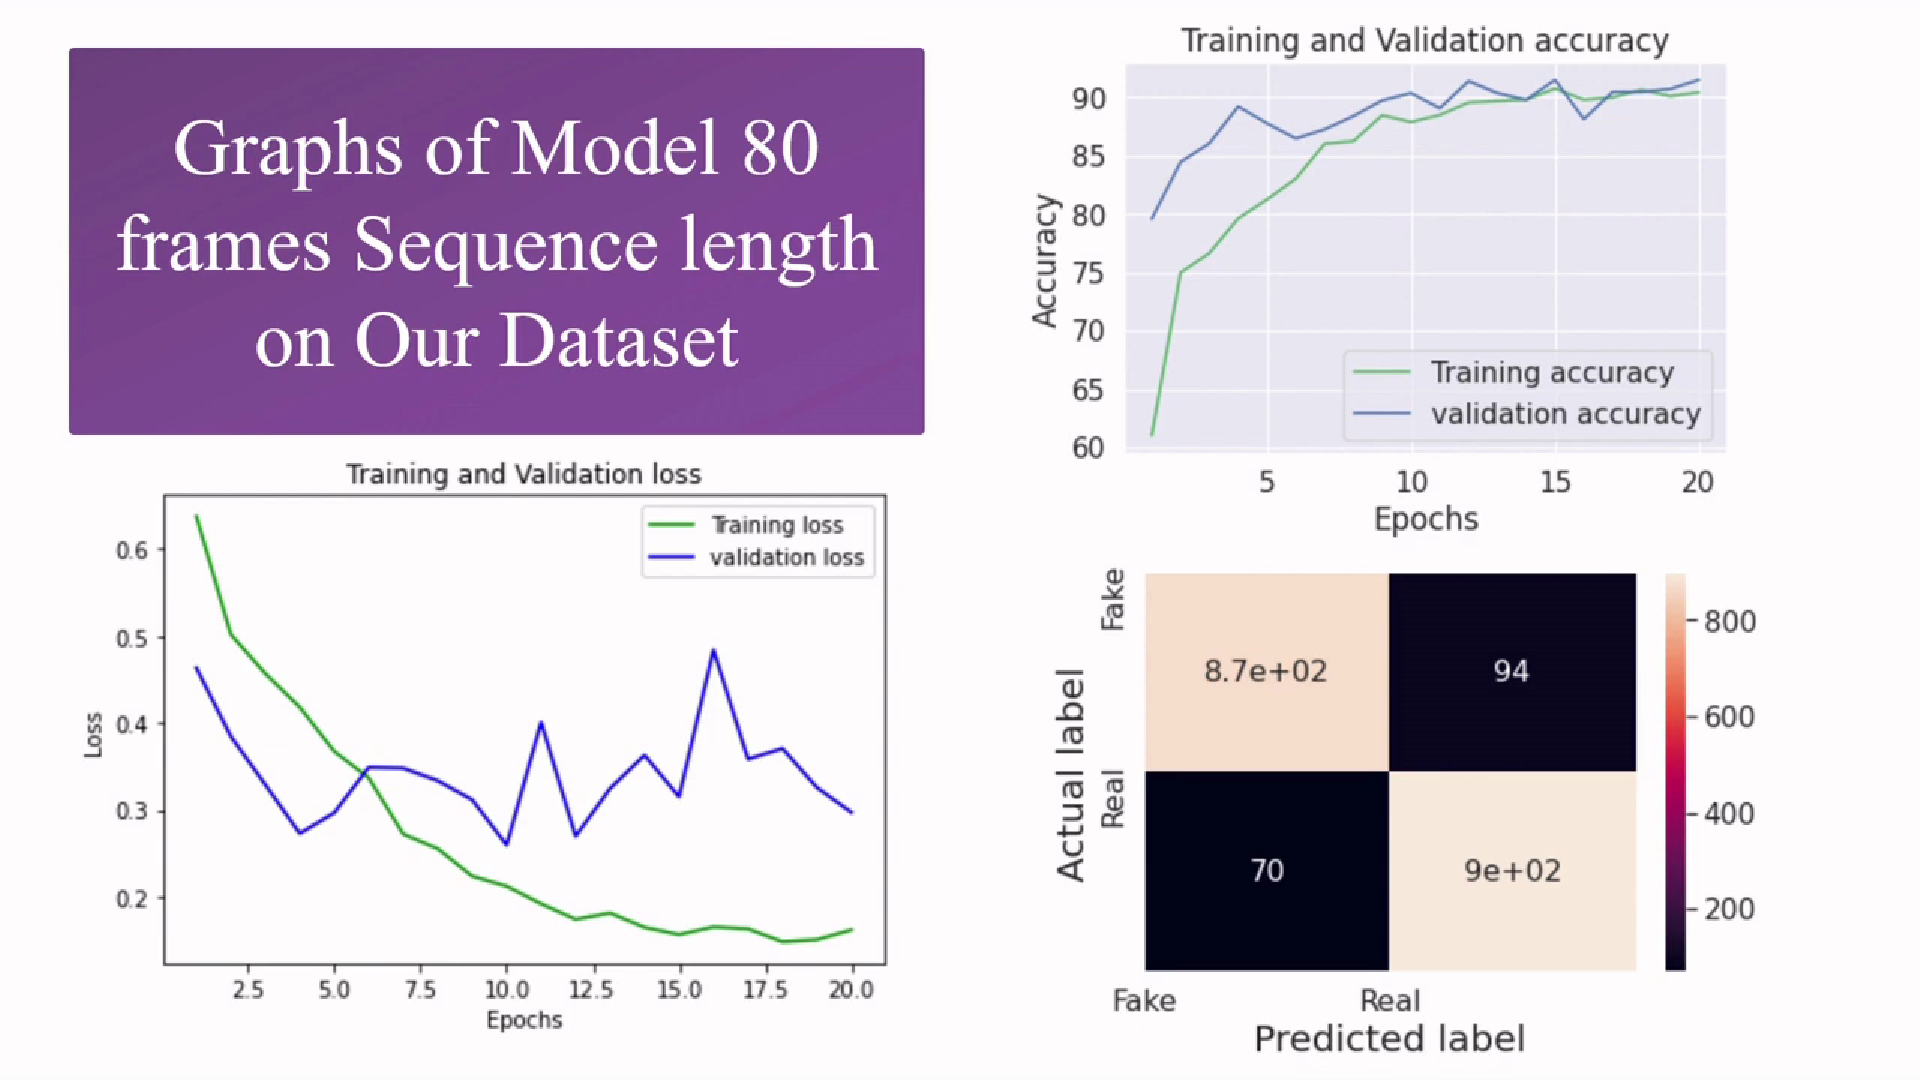 Graphs of Model 80
frames Sequence length
on Our Dataset
Training and Validation accuracy
90
85
80
75
70
65
60
Accuracy
Training accuracy
validation accuracy
5 10 15 20
Epochs
Training and Validation loss
Training loss
validation loss
0.6
0.5
0.4
0.3
0.2
Loss
2.5 5.0 7.5 10.0 12.5 15.0 17.5 20.0
Epochs
Actual label
Fake
Real
8.7e+02 94
70 9e+02
800
600
400
200
Fake Real
Predicted label